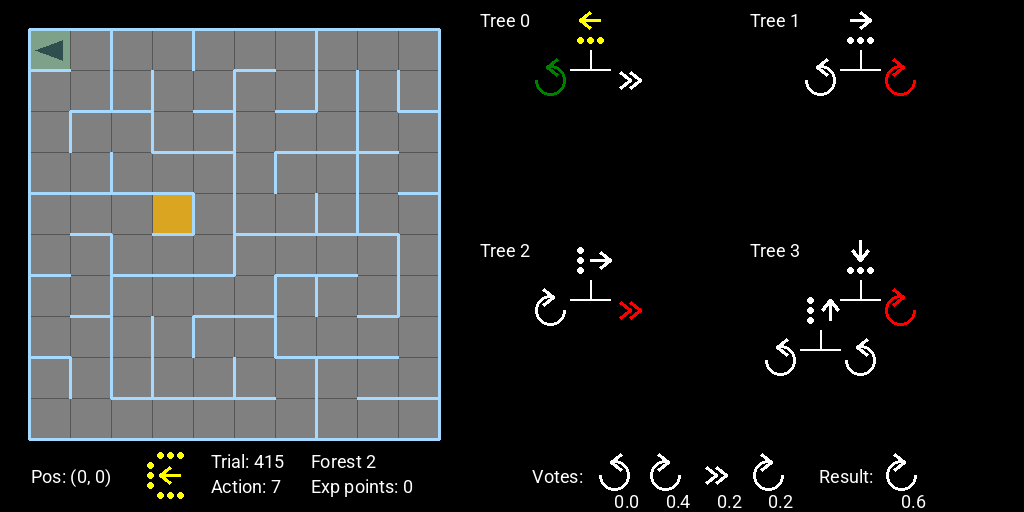 Tree 0
Tree 1
Tree 2
Tree 3
Pos: (0, 0)
Trial: 415
Forest 2
Action: 7
Exp points: 0
Votes:
0.0
0.4
0.2
0.2
Result:
0.6